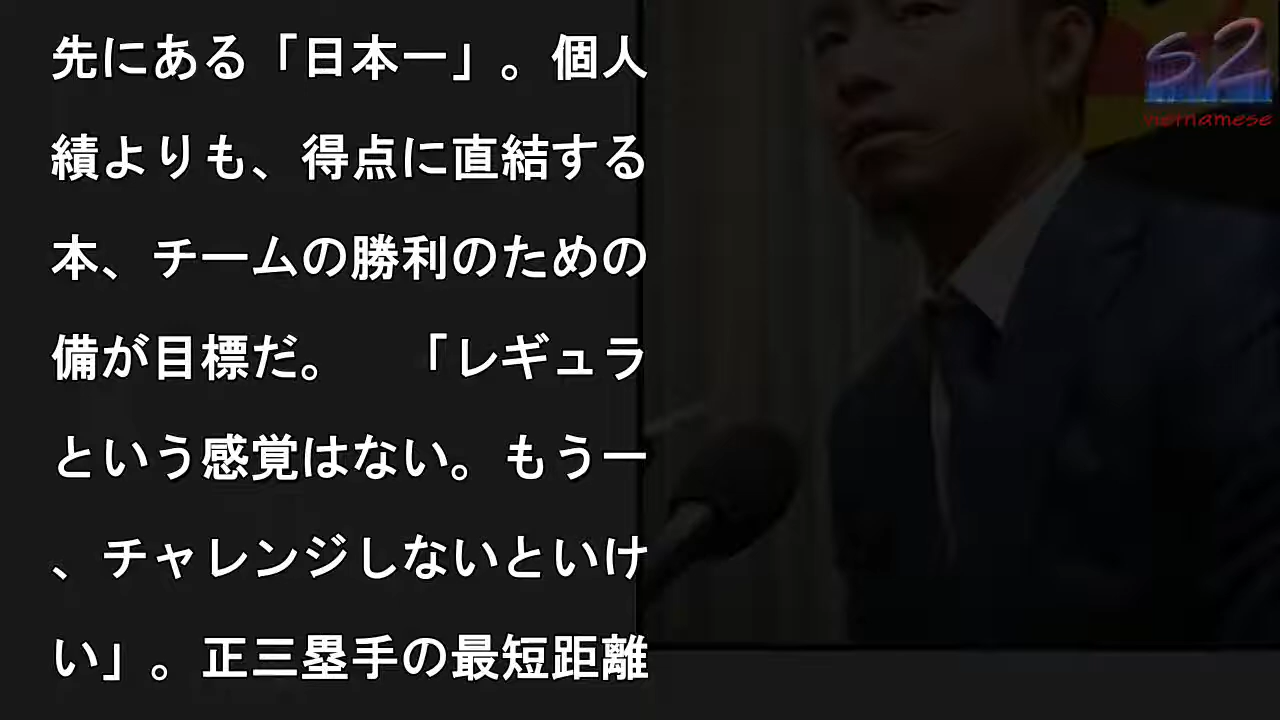 先にある「日本一」。個人
績よりも、得点に直結する
本、チームの勝利のための
備が目標だ。　「レギュラ
という感覚はない。もう一
、チャレンジしないといけ
い」。正三塁手の最短距離
S2
vietnamese